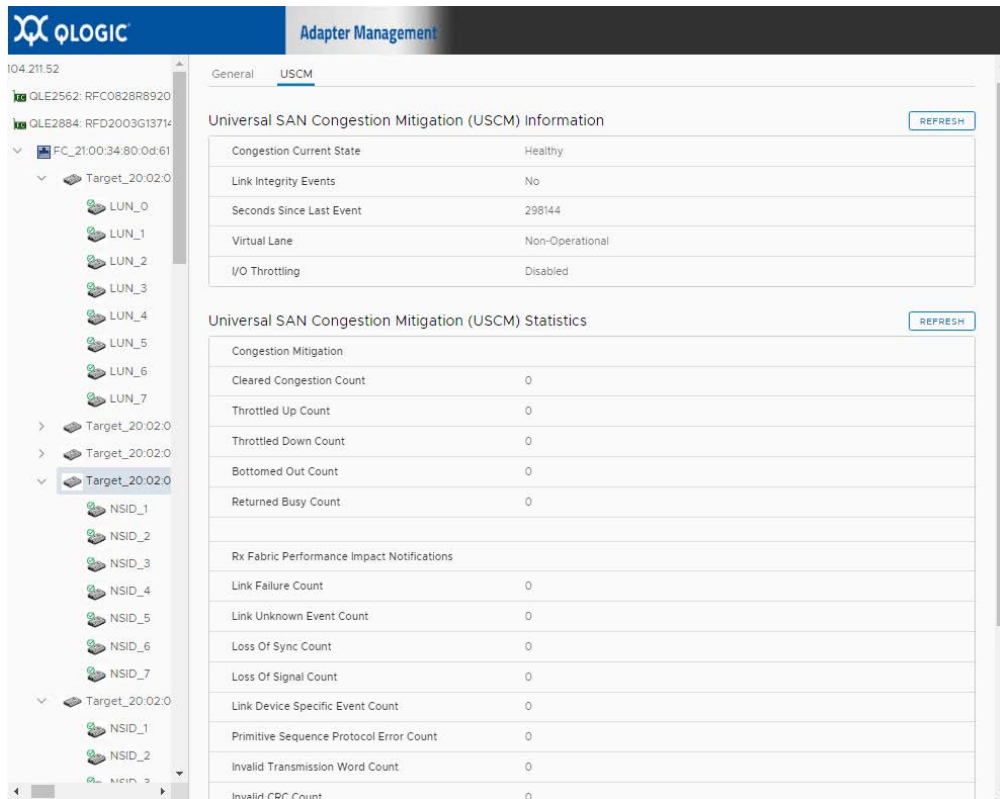 QLOGIC
Adapter Management
104.211.52
QLE2562: RFC0828R8920
QLE2884: RFD2003G13714
FC_21:00:34:80:0d:61
Target_20:02:0
LUN_0
LUN_1
LUN_2
LUN_3
LUN_4
LUN_5
LUN_6
LUN_7
Target_20:02:0
Target_20:02:0
Target_20:02:0
NSID_1
NSID_2
NSID_3
NSID_4
NSID_5
NSID_6
NSID_7
Target_20:02:0
NSID_1
NSID_2
NSID_3
General USCM
Universal SAN Congestion Mitigation (USCM) Information REFRESH
Congestion Current State Healthy
Link Integrity Events No
Seconds Since Last Event 298144
Virtual Lane Non-Operational
I/O Throttling Disabled
Universal SAN Congestion Mitigation (USCM) Statistics REFRESH
Congestion Mitigation
Cleared Congestion Count 0
Throttled Up Count 0
Throttled Down Count 0
Bottomed Out Count 0
Returned Busy Count 0
Rx Fabric Performance Impact Notifications
Link Failure Count 0
Link Unknown Event Count 0
Loss Of Sync Count 0
Loss Of Signal Count 0
Link Device Specific Event Count 0
Primitive Sequence Protocol Error Count 0
Invalid Transmission Word Count 0
Invalid CRC Count 0